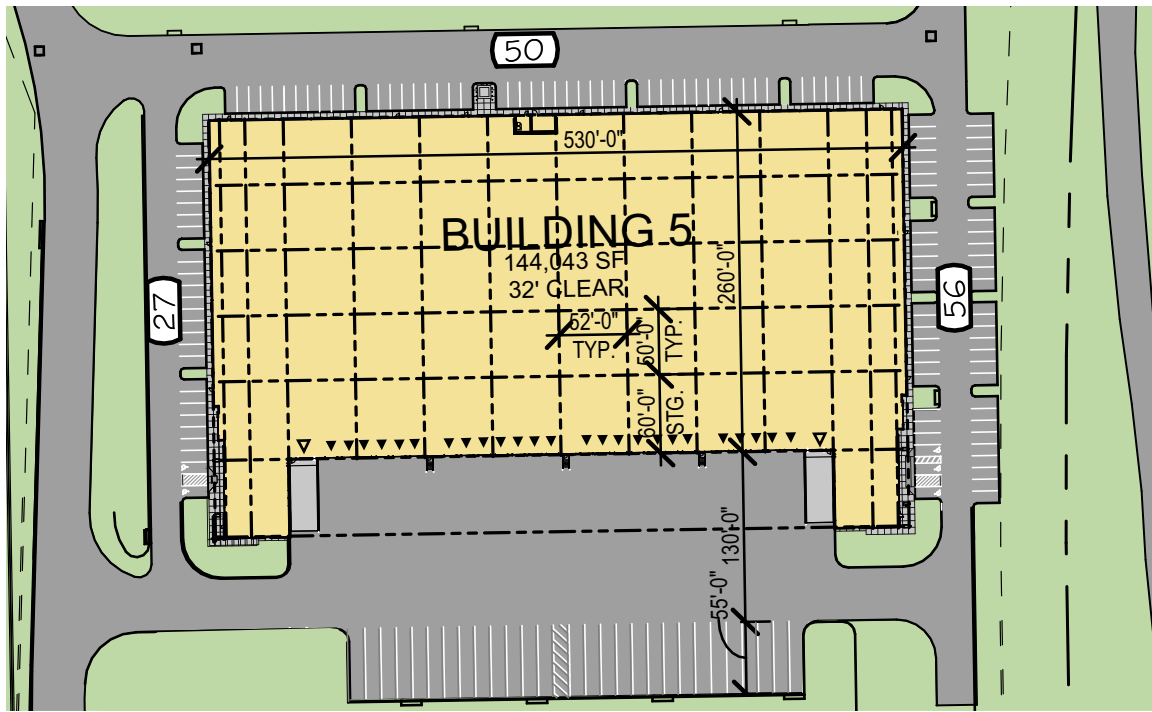 50
530'-0"
BUILDING 5
144,043 SF
32' CLEAR
260'-0"
27
56
52'-0"
TYP.
50'-0"
TYP.
60'-0"
STG.
130'-0"
55'-0"